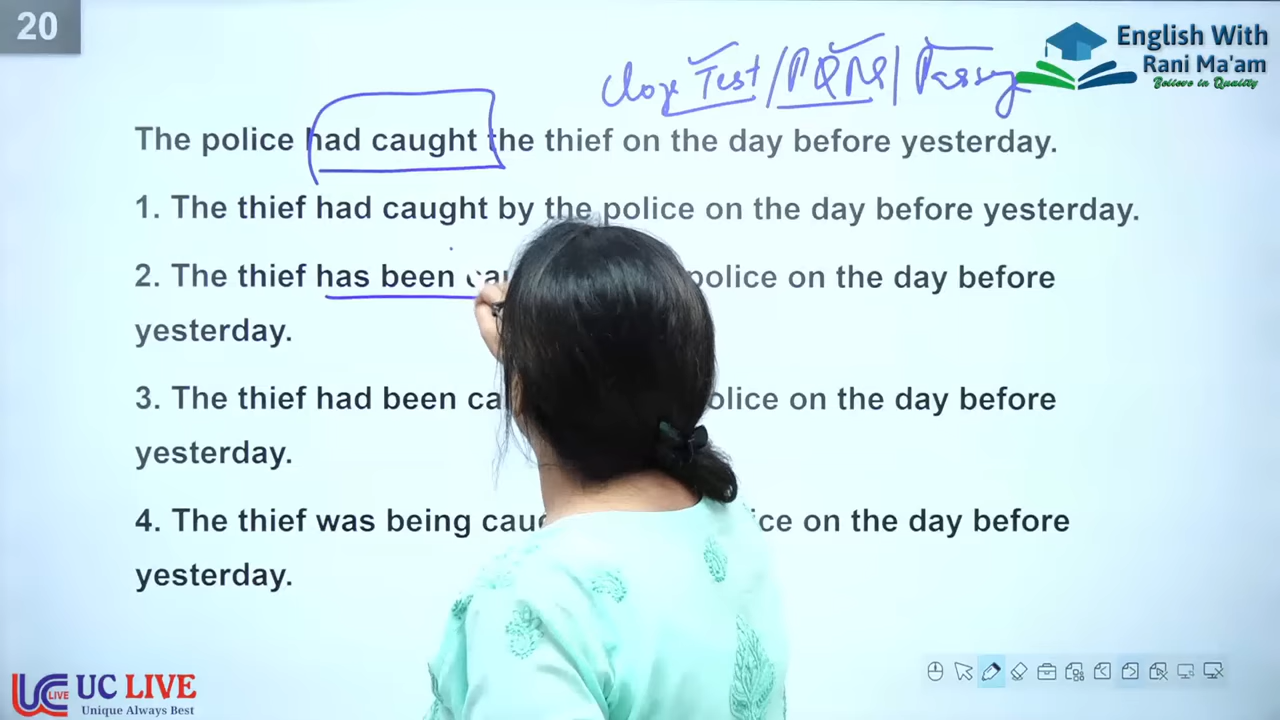 20
Cloze Test / PQRS / Passage
English With
Rani Ma'am
Believe in Quality
The police had caught the thief on the day before yesterday.
1. The thief had caught by the police on the day before yesterday.
2. The thief has been police on the day before
yesterday.
3. The thief had been on the day before
yesterday.
4. The thief was being on the day before
yesterday.
UC LIVE
LIVE
Unique Always Best